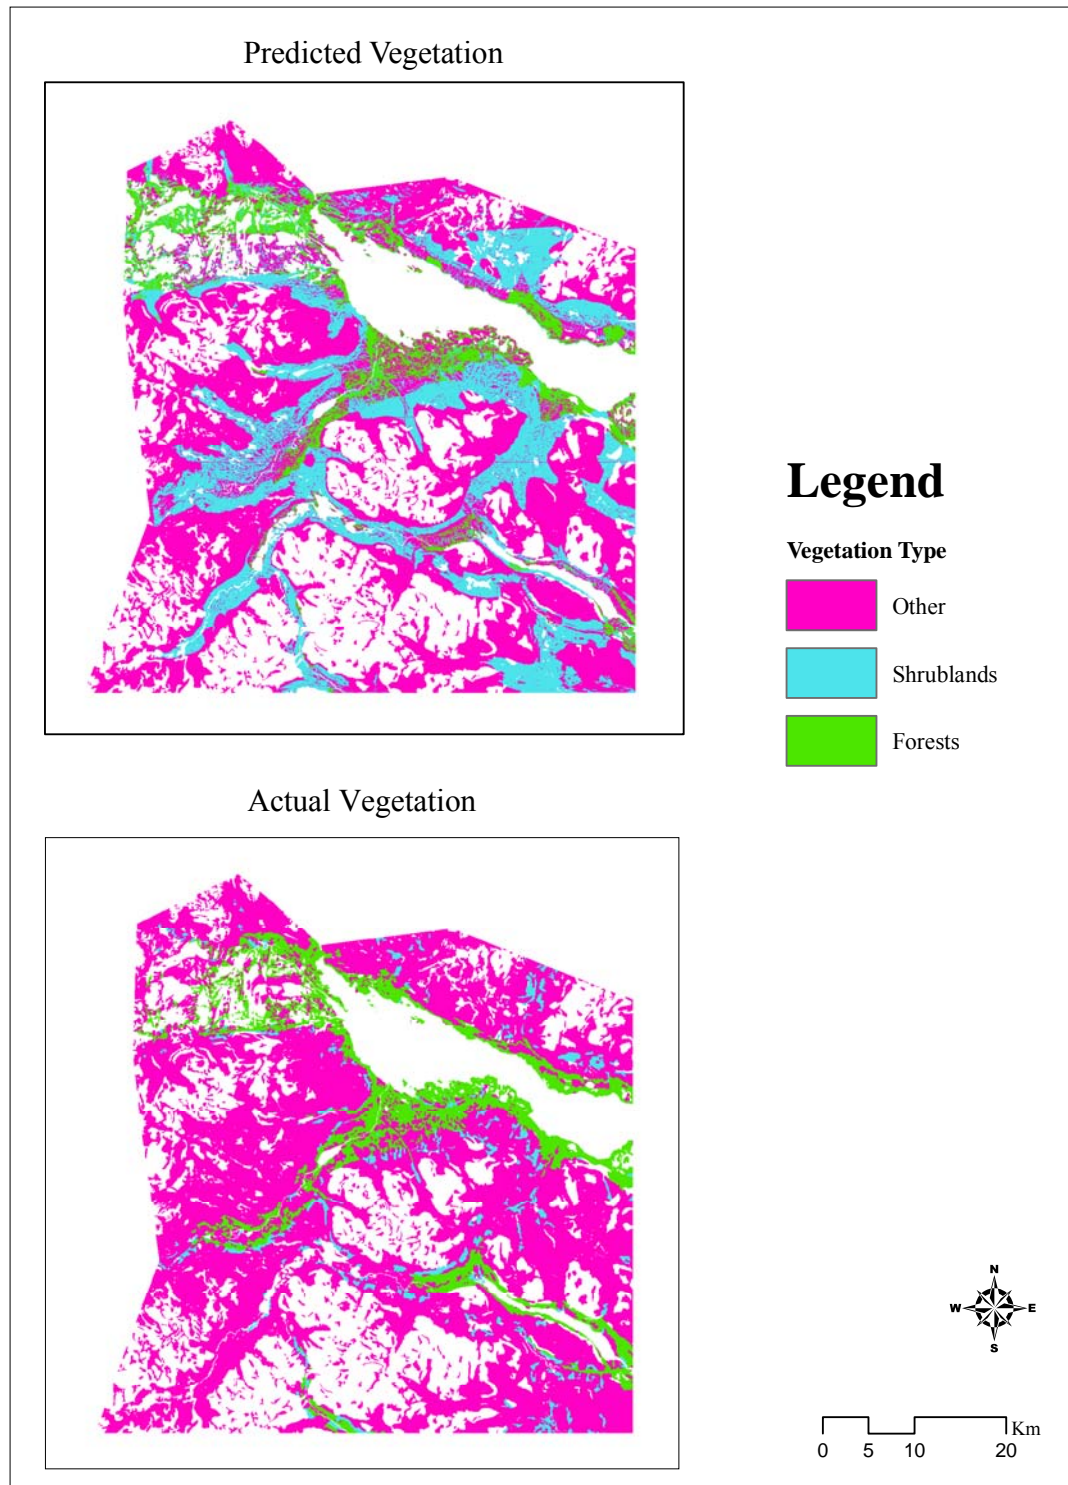 Predicted Vegetation
Legend
Vegetation Type
Other
Shrublands
Forests
Actual Vegetation
N
W E
S
Km
0 5 10 20